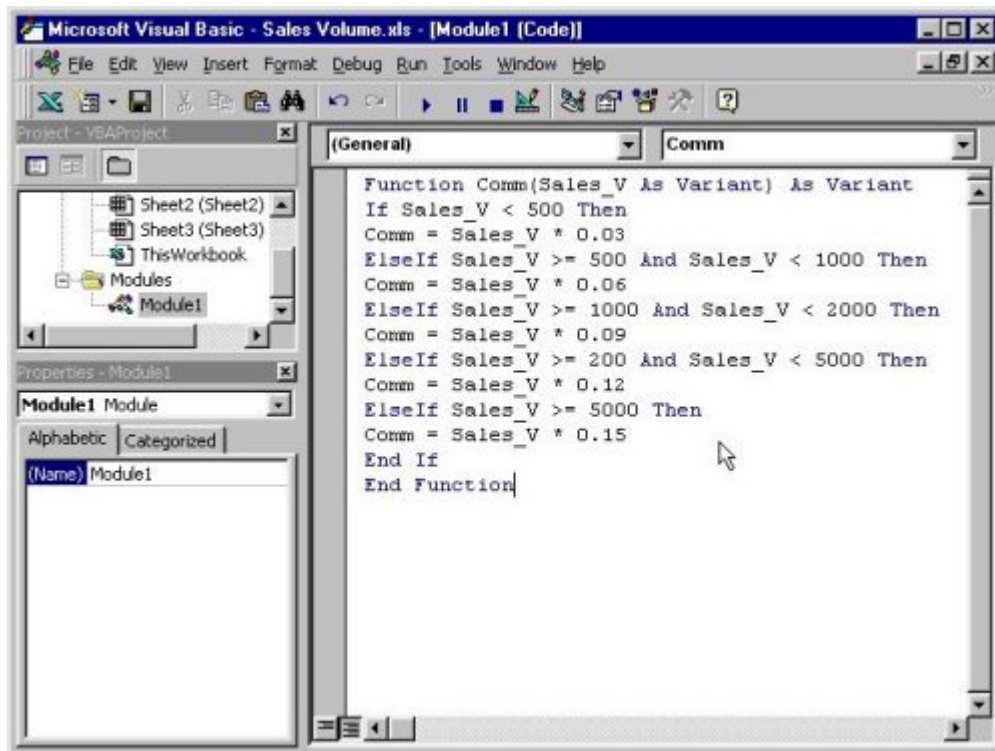 Microsoft Visual Basic - Sales Volume.xls - [Module1 (Code)]
File Edit View Insert Format Debug Run Tools Window Help
Project - VBAProject
Sheet2 (Sheet2)
Sheet3 (Sheet3)
ThisWorkbook
Modules
Module1
Properties - Module1
Module1 Module
Alphabetic Categorized
(Name) Module1
(General) Comm
Function Comm(Sales_V As Variant) As Variant
If Sales_V < 500 Then
Comm = Sales_V * 0.03
ElseIf Sales_V >= 500 And Sales_V < 1000 Then
Comm = Sales_V * 0.06
ElseIf Sales_V >= 1000 And Sales_V < 2000 Then
Comm = Sales_V * 0.09
ElseIf Sales_V >= 200 And Sales_V < 5000 Then
Comm = Sales_V * 0.12
ElseIf Sales_V >= 5000 Then
Comm = Sales_V * 0.15
End If
End Function